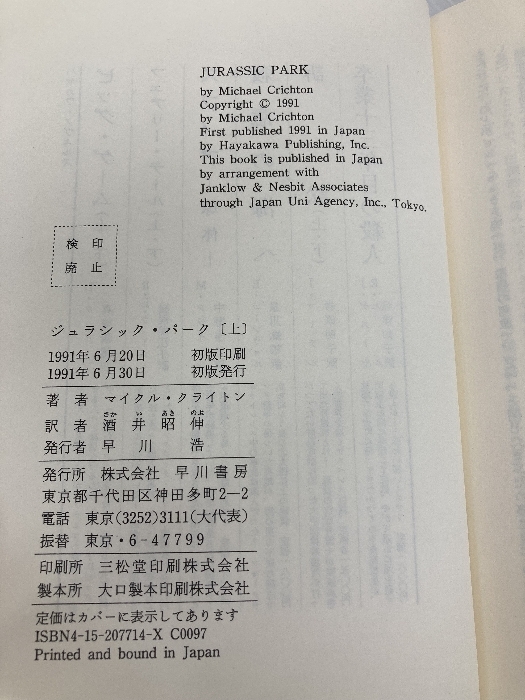 JURASSIC PARK
by Michael Crichton
Copyright © 1991
by Michael Crichton
First published 1991 in Japan
by Hayakawa Publishing, Inc.
This book is published in Japan
by arrangement with
Janklow & Nesbit Associates
through Japan Uni Agency, Inc., Tokyo.
検印
廃止
ジュラシック・パーク〔上〕
1991年6月20日 初版印刷
1991年6月30日 初版発行
著者 マイクル・クライトン
さか い あき のぶ
訳者 酒井昭伸
発行者 早川 浩
発行所 株式会社 早川書房
東京都千代田区神田多町2―2
電話 東京(3252)3111(大代表)
振替 東京・6-47799
印刷所 三松堂印刷株式会社
製本所 大口製本印刷株式会社
定価はカバーに表示してあります
ISBN4-15-207714-X C0097
Printed and bound in Japan